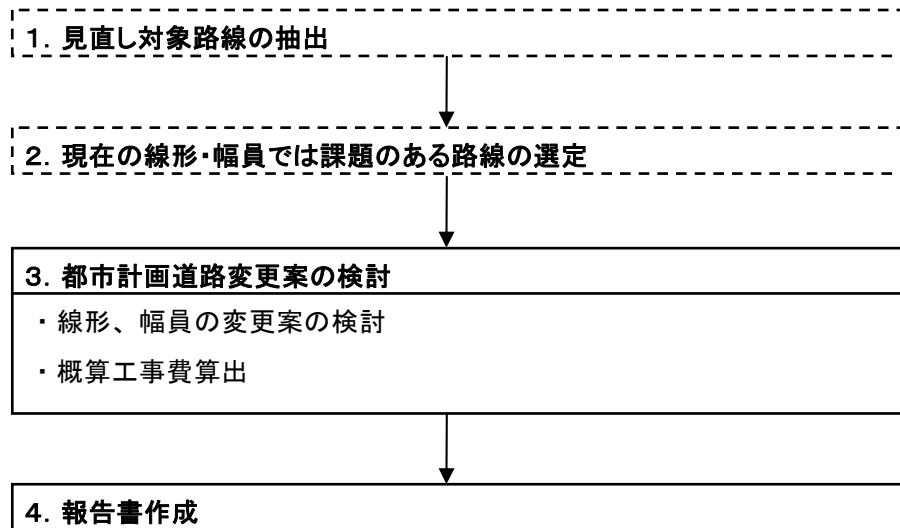 １．見直し対象路線の抽出
２．現在の線形・幅員では課題のある路線の選定
３．都市計画道路変更案の検討
・線形、幅員の変更案の検討
・概算工事費算出
４．報告書作成